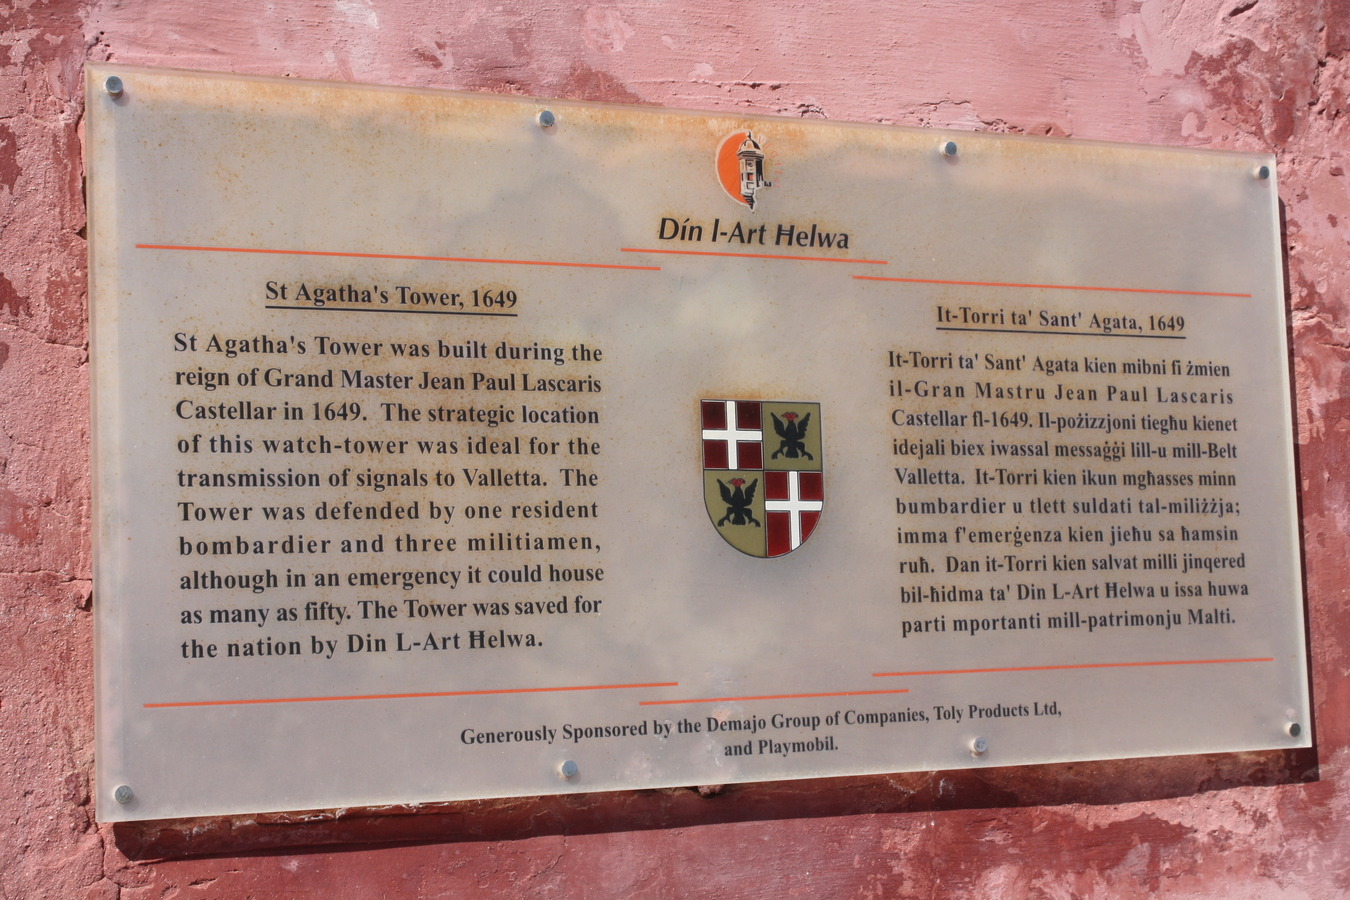 Dín l-Art Ħelwa
St Agatha's Tower, 1649
St Agatha's Tower was built during the
reign of Grand Master Jean Paul Lascaris
Castellar in 1649. The strategic location
of this watch-tower was ideal for the
transmission of signals to Valletta. The
Tower was defended by one resident
bombardier and three militiamen,
although in an emergency it could house
as many as fifty. The Tower was saved for
the nation by Din L-Art Ħelwa.
It-Torri ta' Sant' Agata, 1649
It-Torri ta' Sant' Agata kien mibni fi żmien
il-Gran Mastru Jean Paul Lascaris
Castellar fl-1649. Il-pożizzjoni tiegħu kienet
idejali biex iwassal messaġġi lill-u mill-Belt
Valletta. It-Torri kien ikun mgħasses minn
bumbardier u tlett suldati tal-miliżżja;
imma f'emerġenza kien jieħu sa ħamsin
ruħ. Dan it-Torri kien salvat milli jinqered
bil-ħidma ta' Din L-Art Ħelwa u issa huwa
parti mportanti mill-patrimonju Malti.
Generously Sponsored by the Demajo Group of Companies, Toly Products Ltd,
and Playmobil.